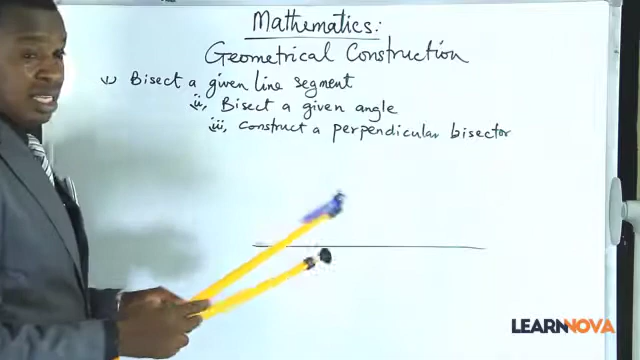 Mathematics:
Geometrical Construction
i, Bisect a given line segment
ii, Bisect a given angle
iii, Construct a perpendicular bisector
LEARNNOVA